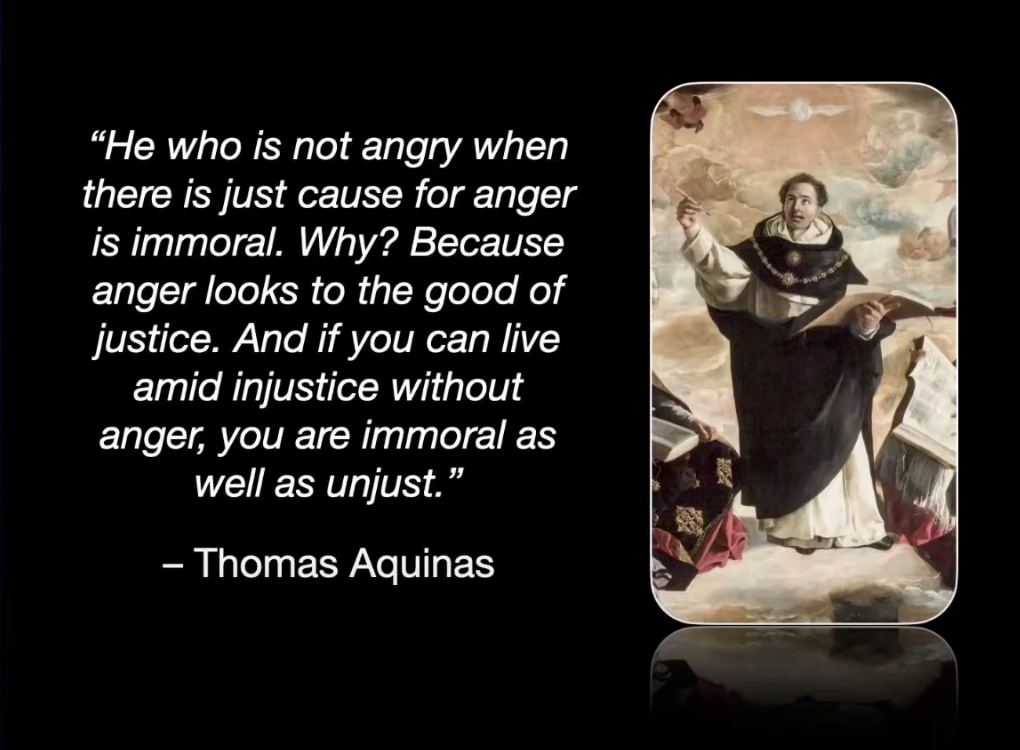 “He who is not angry when
there is just cause for anger
is immoral. Why? Because
anger looks to the good of
justice. And if you can live
amid injustice without
anger, you are immoral as
well as unjust.”
– Thomas Aquinas